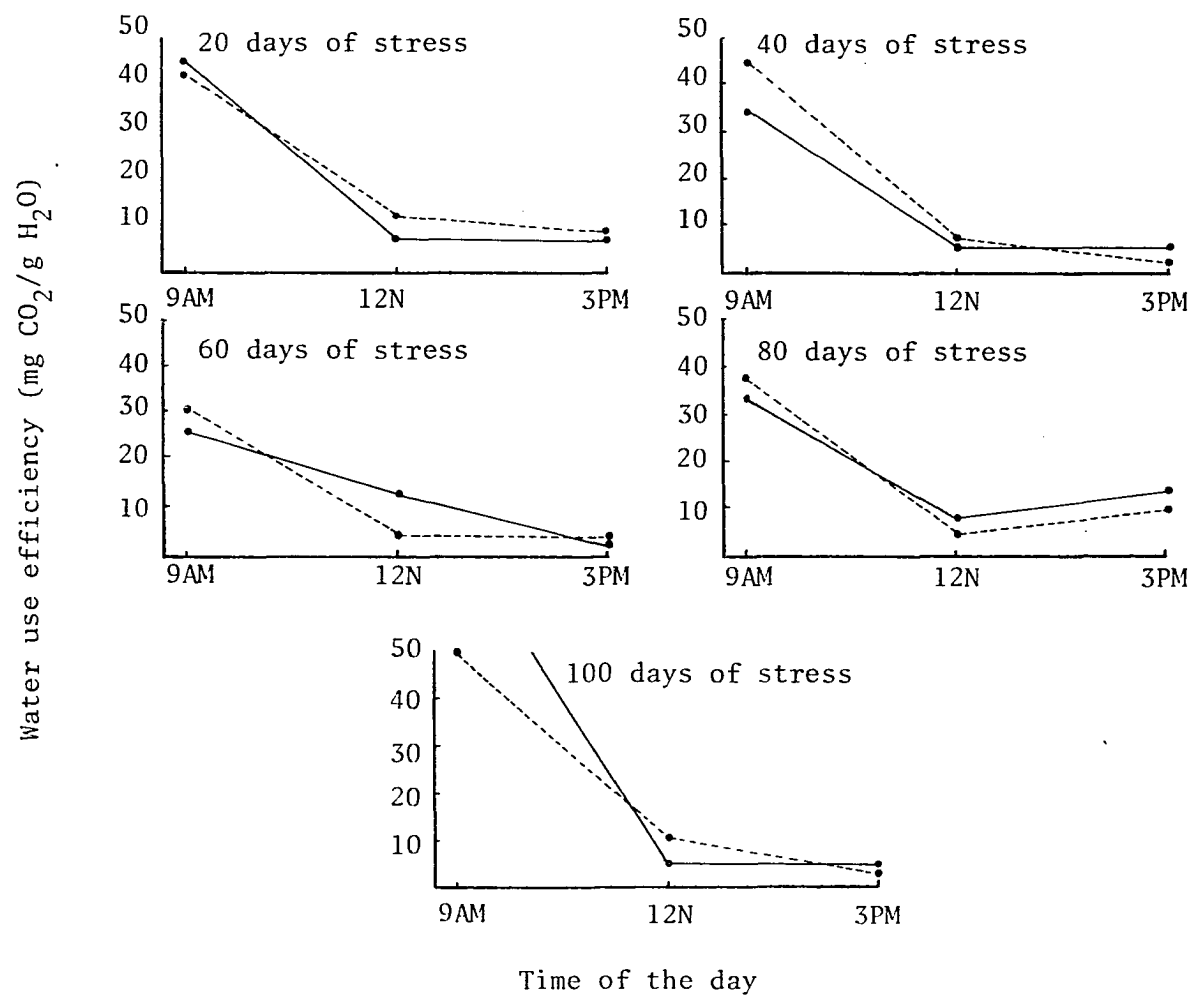 Water use efficiency (mg CO2/g H2O)
20 days of stress
50
40
30
20
10
9AM 12N 3PM
40 days of stress
50
40
30
20
10
9AM 12N 3PM
60 days of stress
50
40
30
20
10
9AM 12N 3PM
80 days of stress
50
40
30
20
10
9AM 12N 3PM
100 days of stress
50
40
30
20
10
9AM 12N 3PM
Time of the day